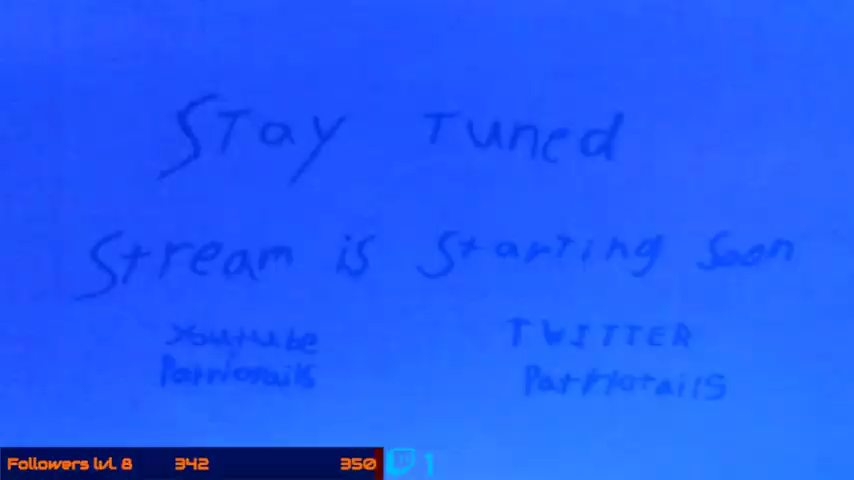 Stay Tuned
Stream is Starting Soon
Youtube TWITTER
Patriotails Patriotails
Followers lvl 8 342 350 1